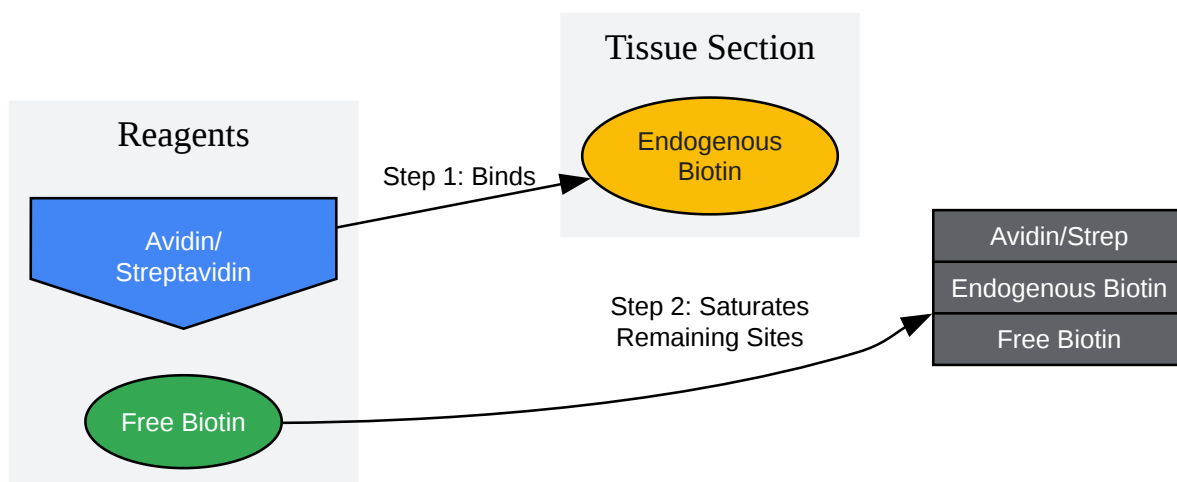 Tissue Section
Reagents
Endogenous
Biotin
Step 1: Binds
Avidin/
Streptavidin
Avidin/Strep
Endogenous Biotin
Free Biotin
Step 2: Saturates
Remaining Sites
Free Biotin